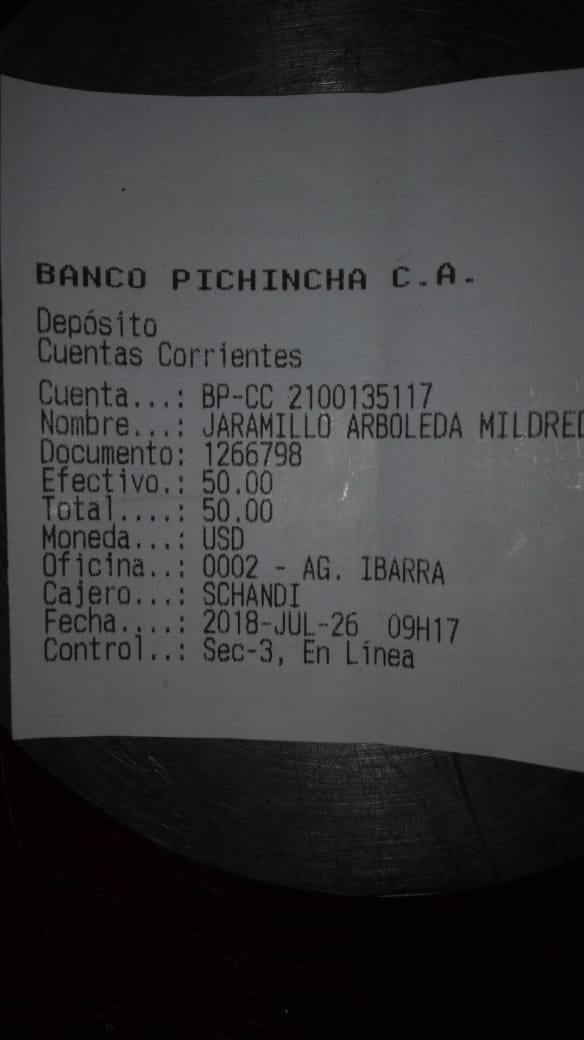 BANCO PICHINCHA C.A.
Depósito
Cuentas Corrientes
Cuenta...: BP-CC 2100135117
Nombre...: JARAMILLO ARBOLEDA MILDRED
Documento: 1266798
Efectivo.: 50.00
Total....: 50.00
Moneda...: USD
Oficina..: 0002 - AG. IBARRA
Cajero...: SCHANDI
Fecha....: 2018-JUL-26 09H17
Control..: Sec-3, En Línea